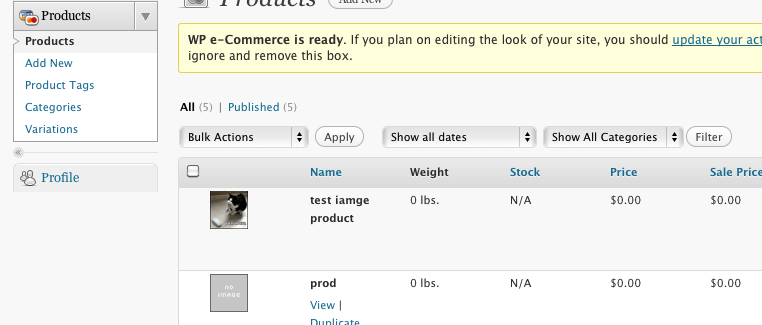 Products
Products
Add New
Product Tags
Categories
Variations
Profile
Products Add New
WP e-Commerce is ready. If you plan on editing the look of your site, you should update your act
ignore and remove this box.
All (5) | Published (5)
Bulk Actions Apply Show all dates Show All Categories Filter
Name Weight Stock Price Sale Price
test iamge 0 lbs. N/A $0.00 $0.00
product
NO IMAGE
prod 0 lbs. N/A $0.00 $0.00
View |
Duplicate